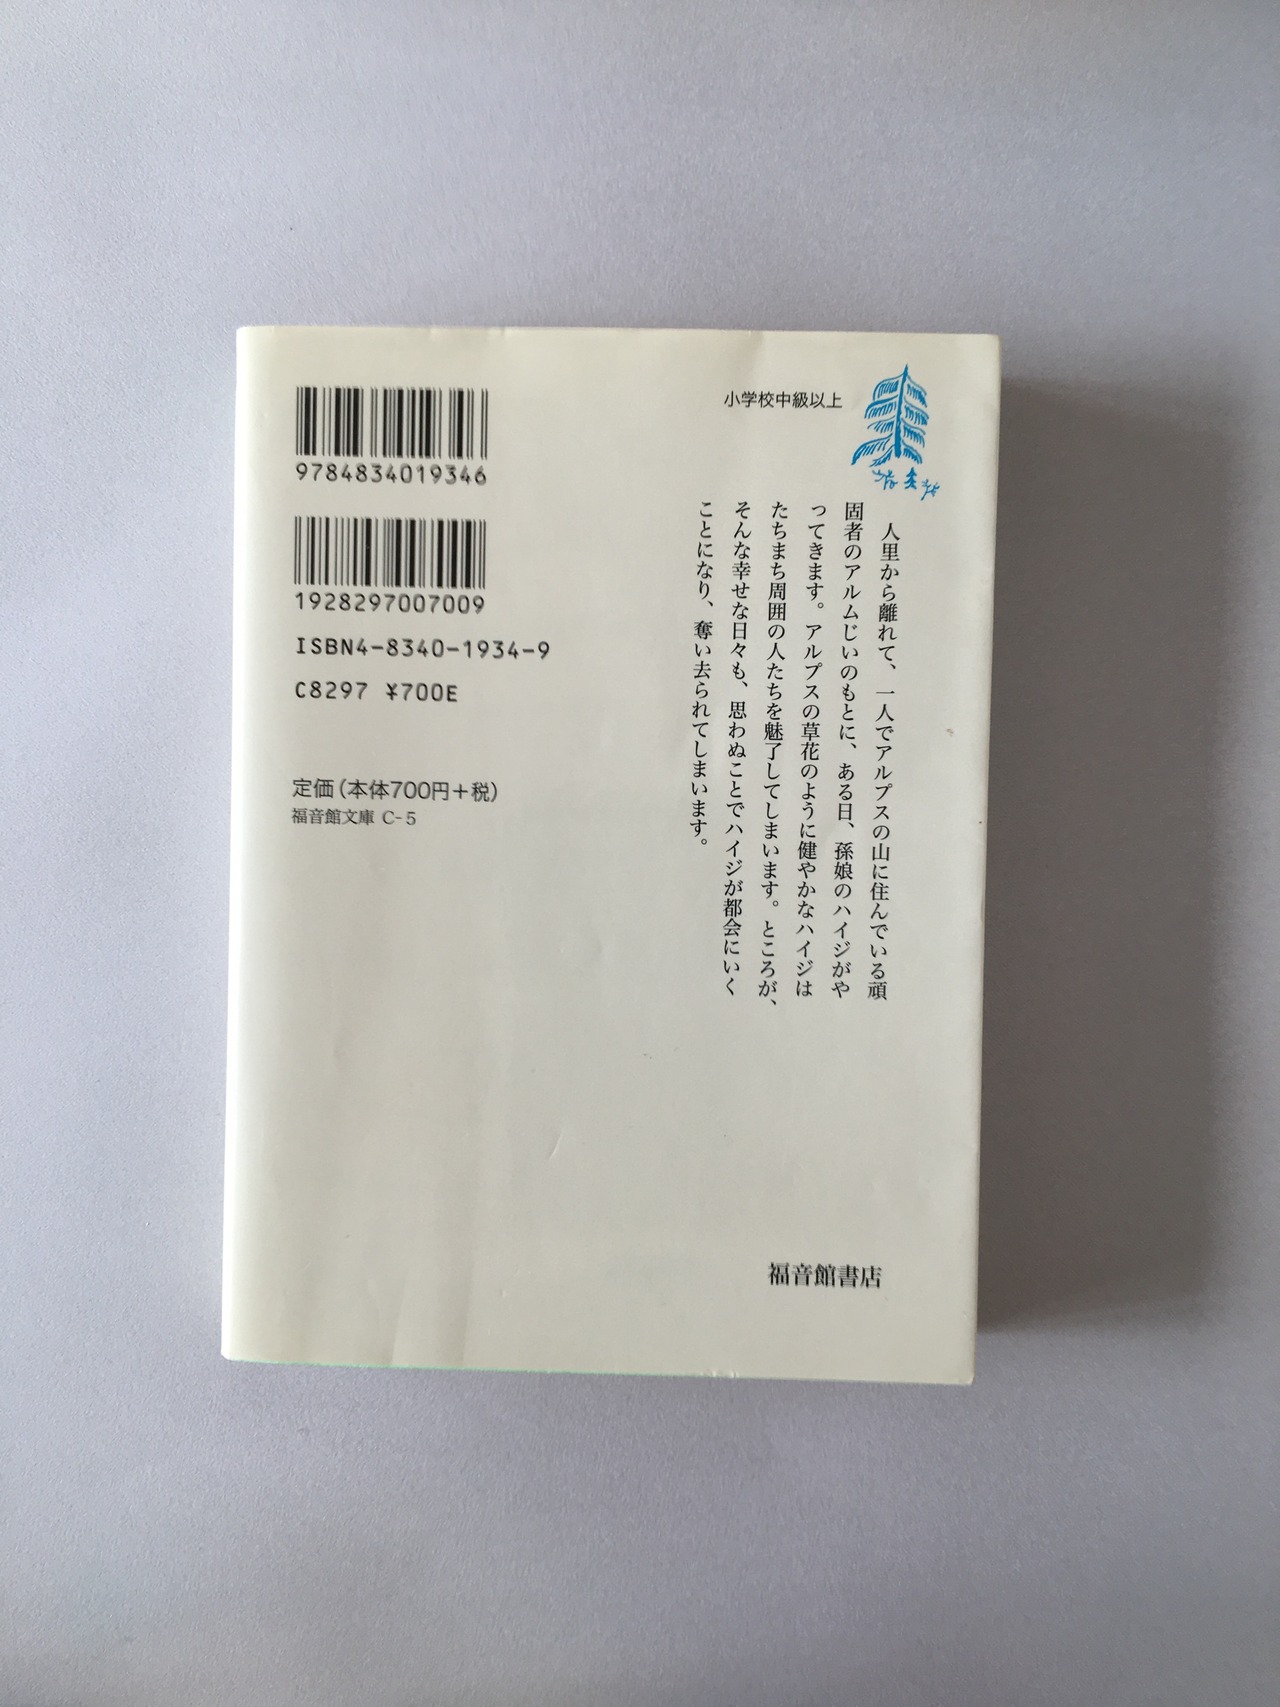 小学校中級以上
人里から離れて、一人でアルプスの山に住んでいる頑
固者のアルムじいのもとに、ある日、孫娘のハイジがや
ってきます。アルプスの草花のように健やかなハイジは
たちまち周囲の人たちを魅了してしまいます。ところが、
そんな幸せな日々も、思わぬことでハイジが都会にいく
ことになり、奪い去られてしまいます。
9784834019346
1928297007009
ISBN4-8340-1934-9
C8297 ¥700E
定価(本体700円+税)
福音館文庫 C-5
福音館書店